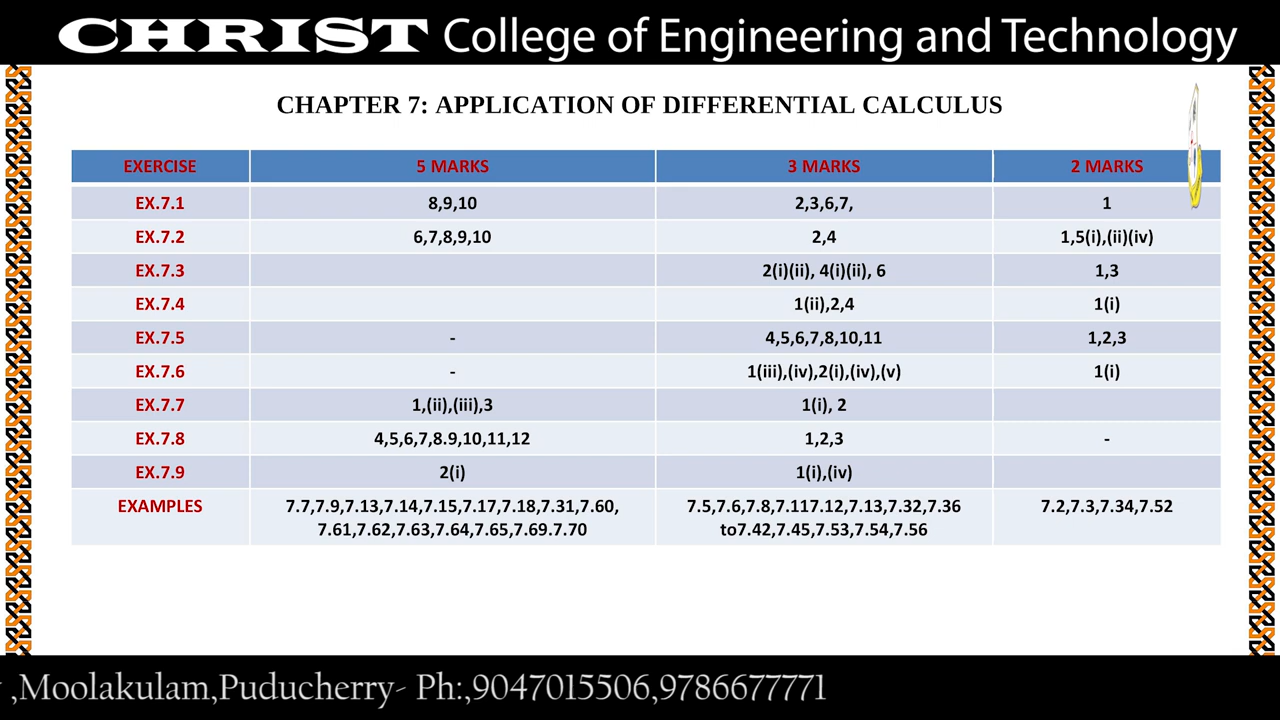 CHRIST College of Engineering and Technology
CHAPTER 7: APPLICATION OF DIFFERENTIAL CALCULUS
EXERCISE 5 MARKS 3 MARKS 2 MARKS
EX.7.1 8,9,10 2,3,6,7, 1
EX.7.2 6,7,8,9,10 2,4 1,5(i),(ii)(iv)
EX.7.3 2(i)(ii), 4(i)(ii), 6 1,3
EX.7.4 1(ii),2,4 1(i)
EX.7.5 - 4,5,6,7,8,10,11 1,2,3
EX.7.6 - 1(iii),(iv),2(i),(iv),(v) 1(i)
EX.7.7 1,(ii),(iii),3 1(i), 2
EX.7.8 4,5,6,7,8.9,10,11,12 1,2,3 -
EX.7.9 2(i) 1(i),(iv)
EXAMPLES 7.7,7.9,7.13,7.14,7.15,7.17,7.18,7.31,7.60, 7.5,7.6,7.8,7.117.12,7.13,7.32,7.36 7.2,7.3,7.34,7.52
7.61,7.62,7.63,7.64,7.65,7.69.7.70 to7.42,7.45,7.53,7.54,7.56
,Moolakulam,Puducherry- Ph:,9047015506,9786677771